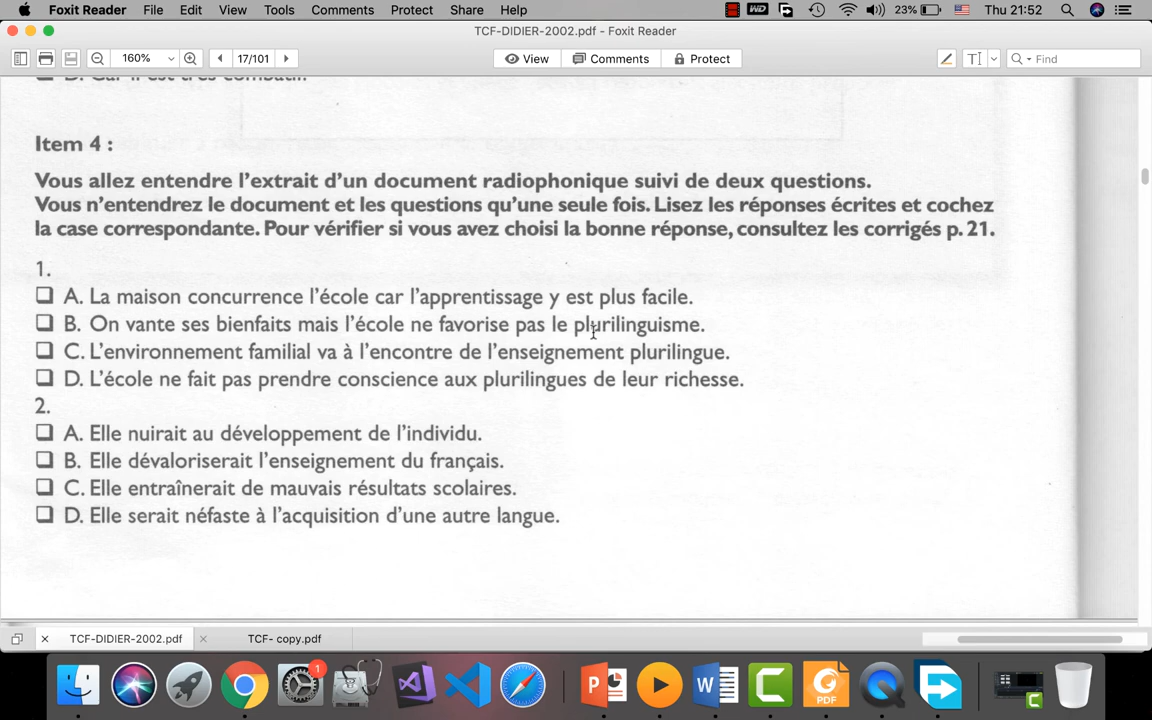 Foxit Reader File Edit View Tools Comments Protect Share Help 23% Thu 21:52
TCF-DIDIER-2002.pdf - Foxit Reader
160% 17/101 View Comments Protect Find
D. Car il est très combatif.
Item 4 :
Vous allez entendre l'extrait d'un document radiophonique suivi de deux questions.
Vous n'entendrez le document et les questions qu'une seule fois. Lisez les réponses écrites et cochez
la case correspondante. Pour vérifier si vous avez choisi la bonne réponse, consultez les corrigés p. 21.
1.
A. La maison concurrence l'école car l'apprentissage y est plus facile.
B. On vante ses bienfaits mais l'école ne favorise pas le plurilinguisme.
C. L'environnement familial va à l'encontre de l'enseignement plurilingue.
D. L'école ne fait pas prendre conscience aux plurilingues de leur richesse.
2.
A. Elle nuirait au développement de l'individu.
B. Elle dévaloriserait l'enseignement du français.
C. Elle entraînerait de mauvais résultats scolaires.
D. Elle serait néfaste à l'acquisition d'une autre langue.
TCF-DIDIER-2002.pdf TCF- copy.pdf